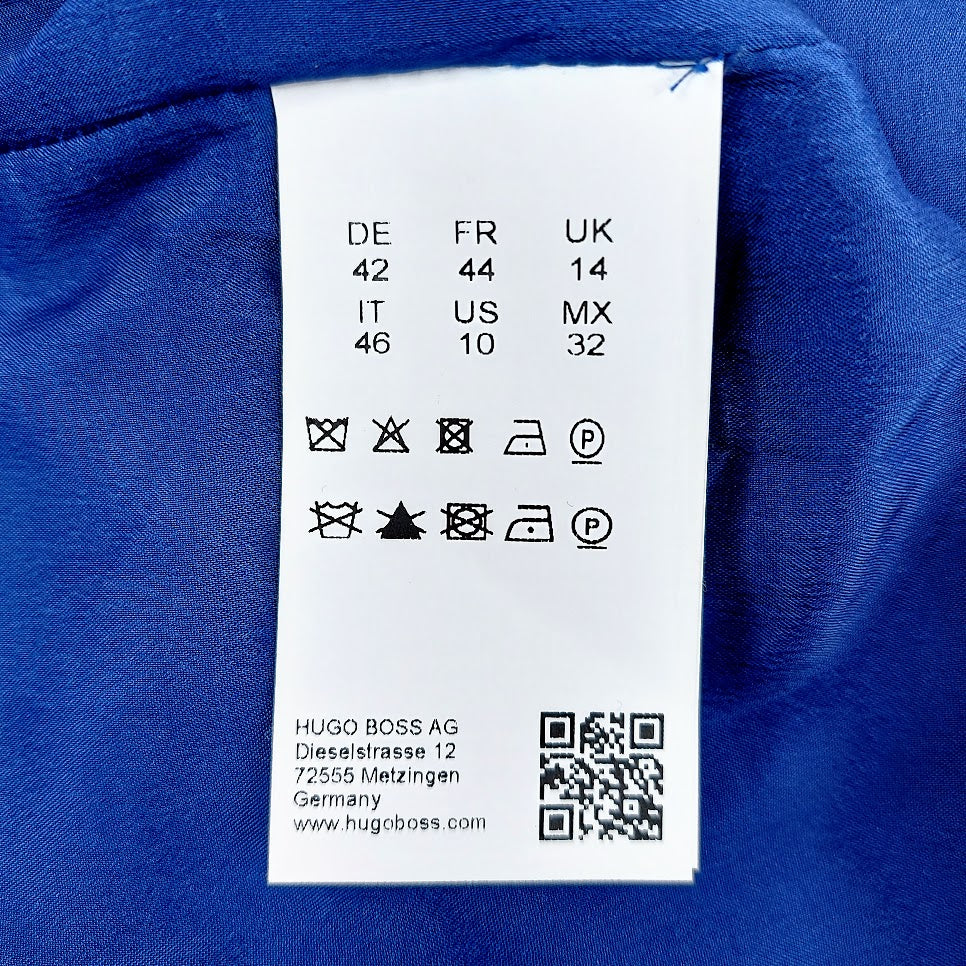 DE FR UK
42 44 14
IT US MX
46 10 32
P
P
HUGO BOSS AG
Dieselstrasse 12
72555 Metzingen
Germany
www.hugoboss.com